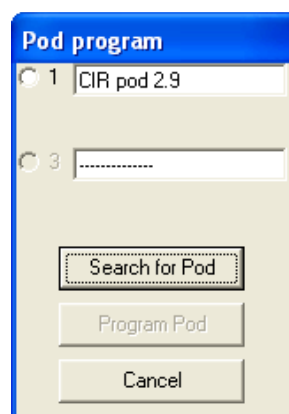 Pod program
1 CIR pod 2.9
3 -------------
Search for Pod
Program Pod
Cancel